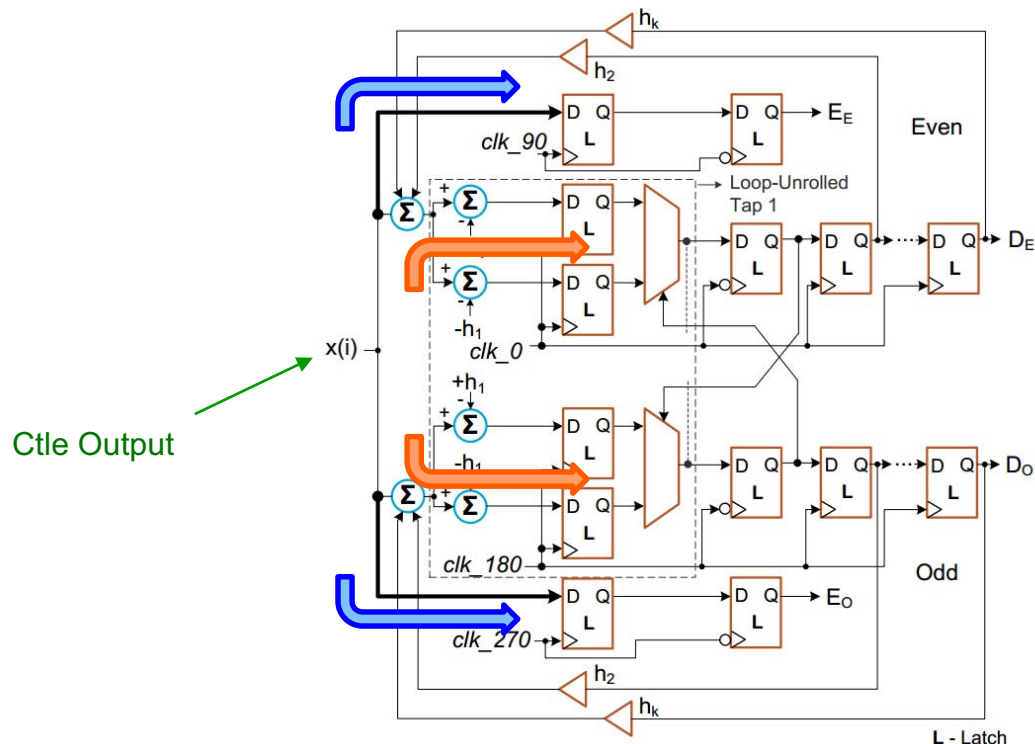 hk
h2
D Q
L
D Q
L
EE
Even
clk_90
Loop-Unrolled
Tap 1
+
Σ
-
D Q
L
Σ
D Q
L
D Q
L
D Q
L
DE
+
Σ
-
D Q
L
-h1
clk_0
x(i)
Ctle Output
+h1
-
+
Σ
D Q
L
-h1
D Q
L
D Q
L
D Q
L
DO
Σ
+
Σ
D Q
L
clk_180
Odd
D Q
L
D Q
L
EO
clk_270
h2
hk
L - Latch